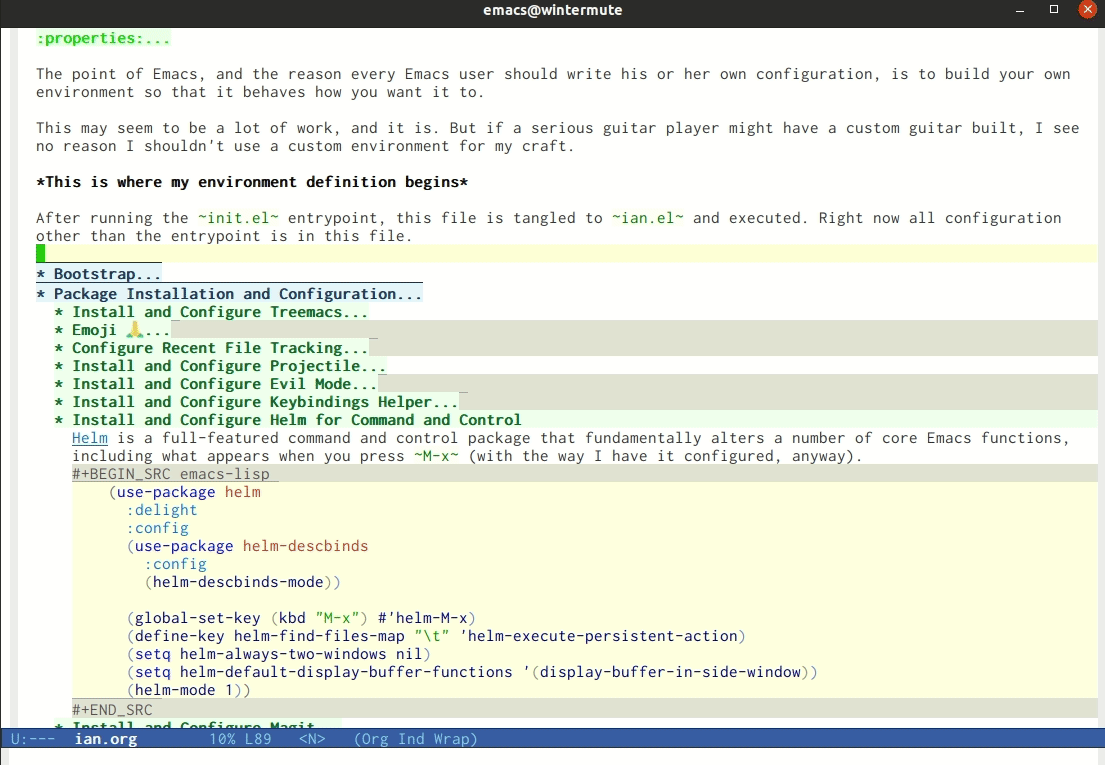 emacs@wintermute
:properties:...
The point of Emacs, and the reason every Emacs user should write his or her own configuration, is to build your own
environment so that it behaves how you want it to.
This may seem to be a lot of work, and it is. But if a serious guitar player might have a custom guitar built, I see
no reason I shouldn't use a custom environment for my craft.
*This is where my environment definition begins*
After running the ~init.el~ entrypoint, this file is tangled to ~ian.el~ and executed. Right now all configuration
other than the entrypoint is in this file.
* Bootstrap...
* Package Installation and Configuration...
* Install and Configure Treemacs...
* Emoji 🙏...
* Configure Recent File Tracking...
* Install and Configure Projectile...
* Install and Configure Evil Mode...
* Install and Configure Keybindings Helper...
* Install and Configure Helm for Command and Control
Helm is a full-featured command and control package that fundamentally alters a number of core Emacs functions,
including what appears when you press ~M-x~ (with the way I have it configured, anyway).
#+BEGIN_SRC emacs-lisp
(use-package helm
:delight
:config
(use-package helm-descbinds
:config
(helm-descbinds-mode))
(global-set-key (kbd "M-x") #'helm-M-x)
(define-key helm-find-files-map "\t" 'helm-execute-persistent-action)
(setq helm-always-two-windows nil)
(setq helm-default-display-buffer-functions '(display-buffer-in-side-window))
(helm-mode 1))
#+END_SRC
* Install and Configure Magit...
U:--- ian.org 10% L89 <N> (Org Ind Wrap)